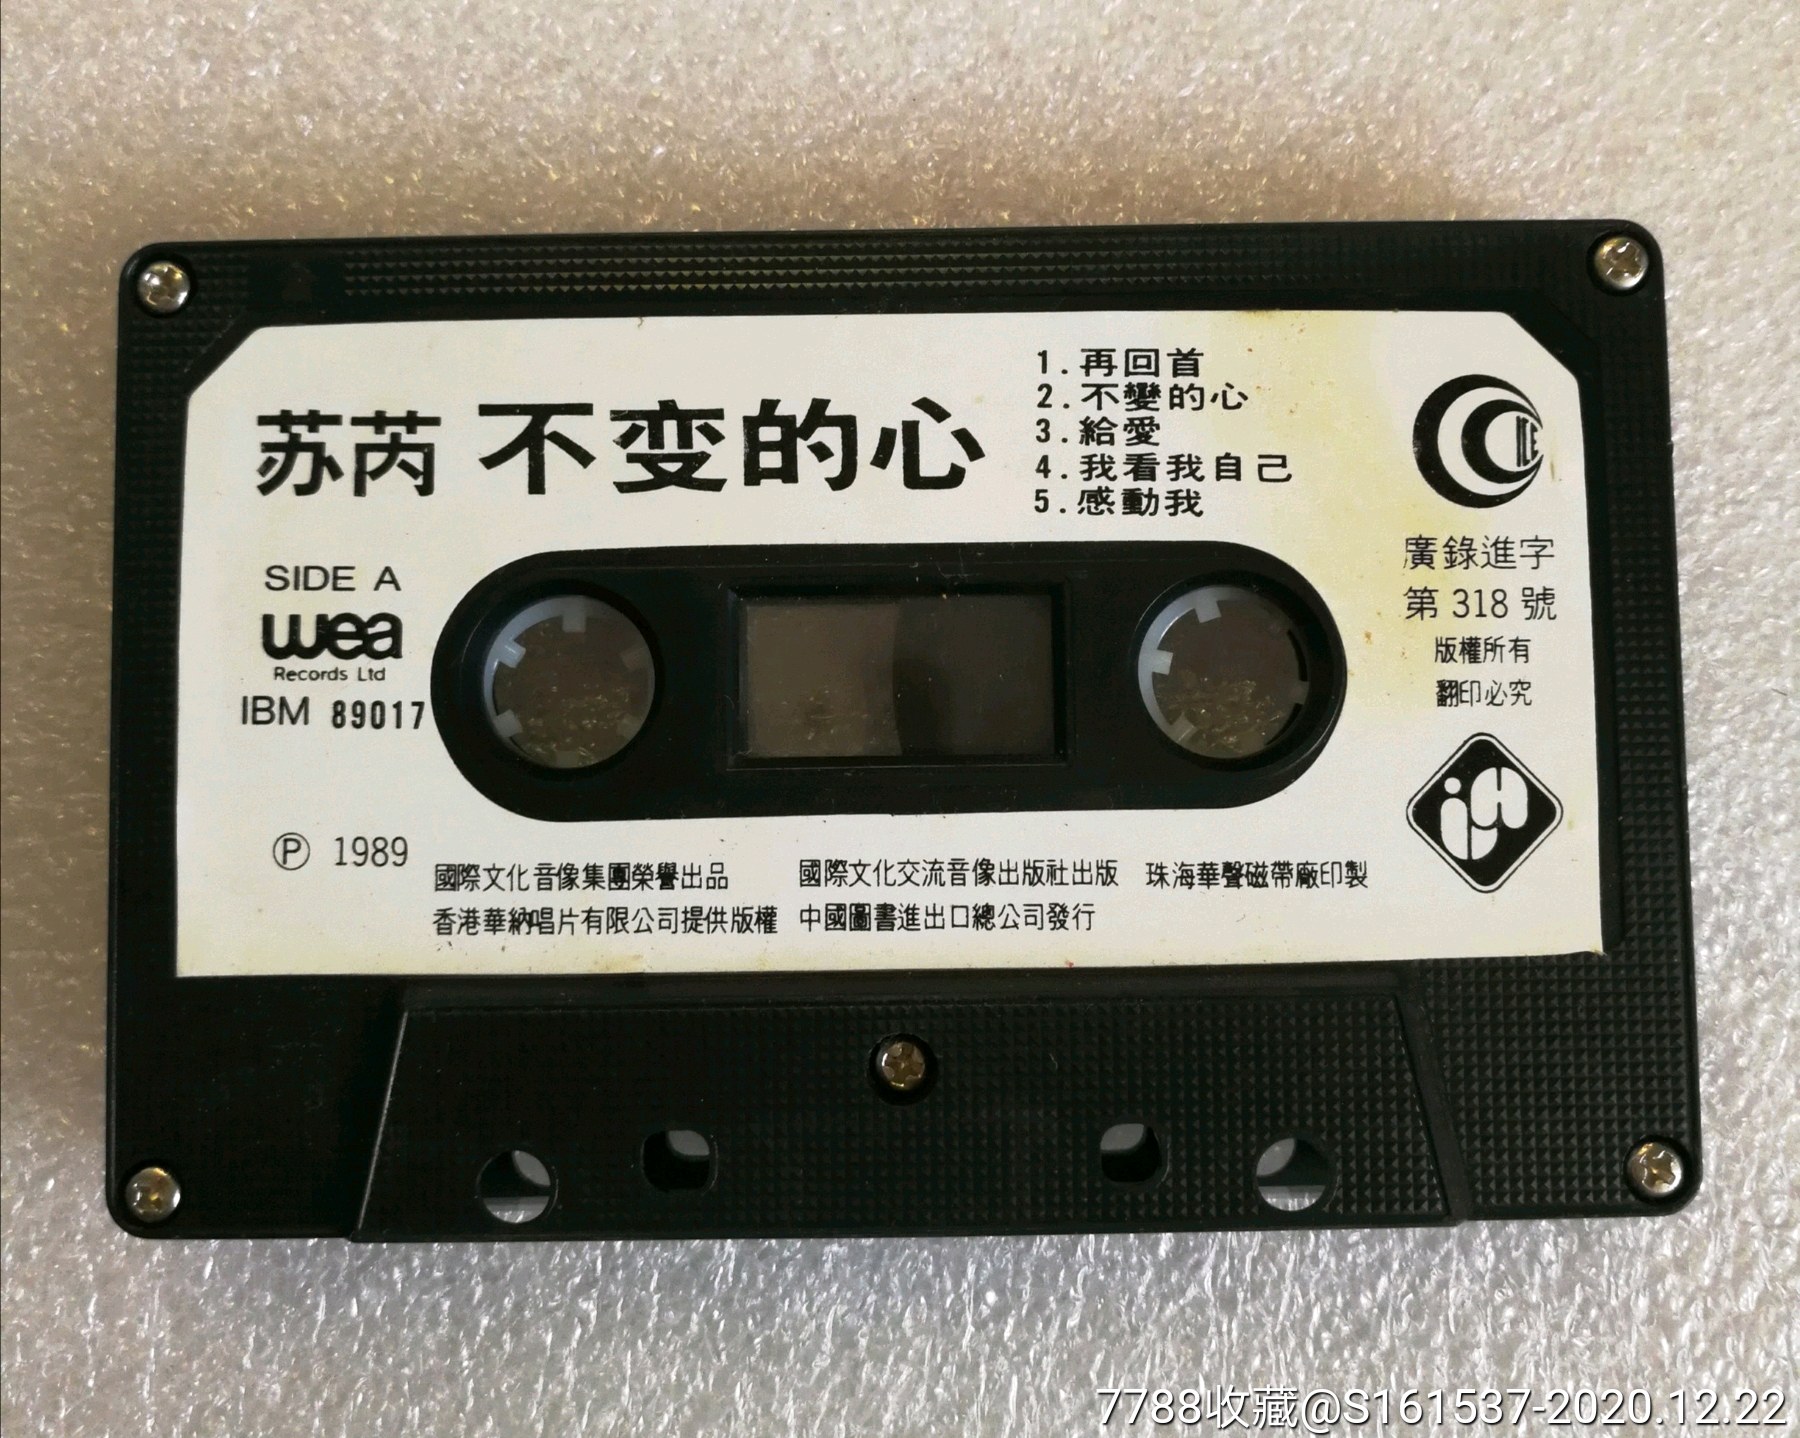 苏芮 不变的心
1.再回首
2.不變的心
3.給愛
4.我看我自己
5.感動我
ICLE
SIDE A
wea
Records Ltd
IBM 89017
廣錄進字
第 318 號
版權所有
翻印必究
Ⓟ 1989
國際文化音像集團榮譽出品
香港華納唱片有限公司提供版權
國際文化交流音像出版社出版
中國圖書進出口總公司發行
珠海華聲磁帶廠印製
7788收藏@S161537-2020.12.22